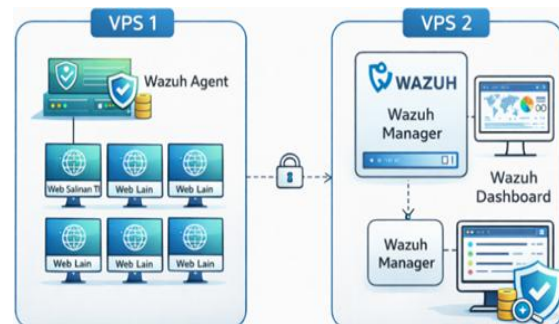 VPS 1
Wazuh Agent
Web Salinan TI
Web Lain
Web Lain
Web Lain
Web Lain
Web Lain
VPS 2
WAZUH
Wazuh
Manager
Wazuh
Dashboard
Wazuh
Manager